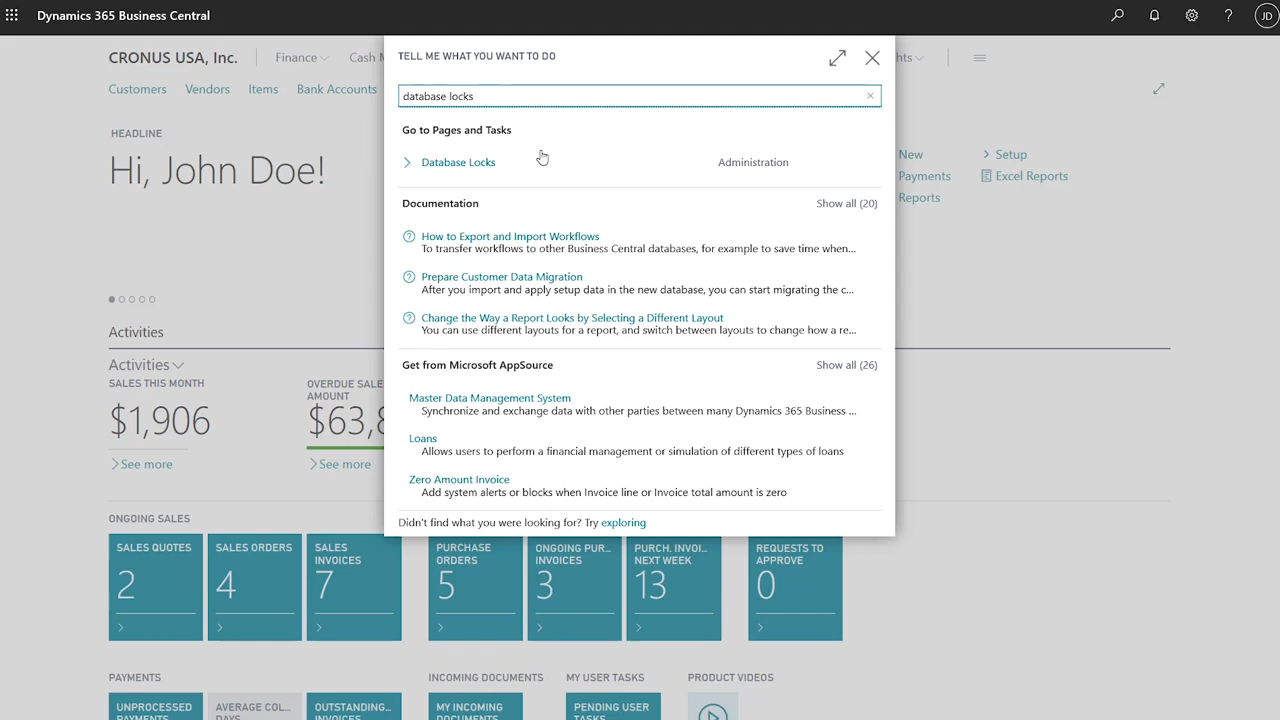 Dynamics 365 Business Central
JD
CRONUS USA, Inc.
Finance
Cash
Customers
Vendors
Items
Bank Accounts
HEADLINE
Hi, John Doe!
Activities
Activities
SALES THIS MONTH
$1,906
See more
OVERDUE SALE
AMOUNT
$63,8
See more
TELL ME WHAT YOU WANT TO DO
database locks
Go to Pages and Tasks
Database Locks
Administration
Documentation
Show all (20)
How to Export and Import Workflows
To transfer workflows to other Business Central databases, for example to save time when...
Prepare Customer Data Migration
After you import and apply setup data in the new database, you can start migrating the c...
Change the Way a Report Looks by Selecting a Different Layout
You can use different layouts for a report, and switch between layouts to change how a re...
Get from Microsoft AppSource
Show all (26)
Master Data Management System
Synchronize and exchange data with other parties between many Dynamics 365 Business ...
Loans
Allows users to perform a financial management or simulation of different types of loans
Zero Amount Invoice
Add system alerts or blocks when Invoice line or Invoice total amount is zero
Didn't find what you were looking for? Try exploring
hts
New
Payments
Reports
Setup
Excel Reports
ONGOING SALES
SALES QUOTES
2
SALES ORDERS
4
SALES
INVOICES
7
PURCHASE
ORDERS
5
ONGOING PUR...
INVOICES
3
PURCH. INVOI...
NEXT WEEK
13
REQUESTS TO
APPROVE
0
PAYMENTS
UNPROCESSED
PAYMENTS
AVERAGE COL...
DAYS
OUTSTANDING...
INVOICES
INCOMING DOCUMENTS
MY INCOMING
DOCUMENTS
MY USER TASKS
PENDING USER
TASKS
PRODUCT VIDEOS